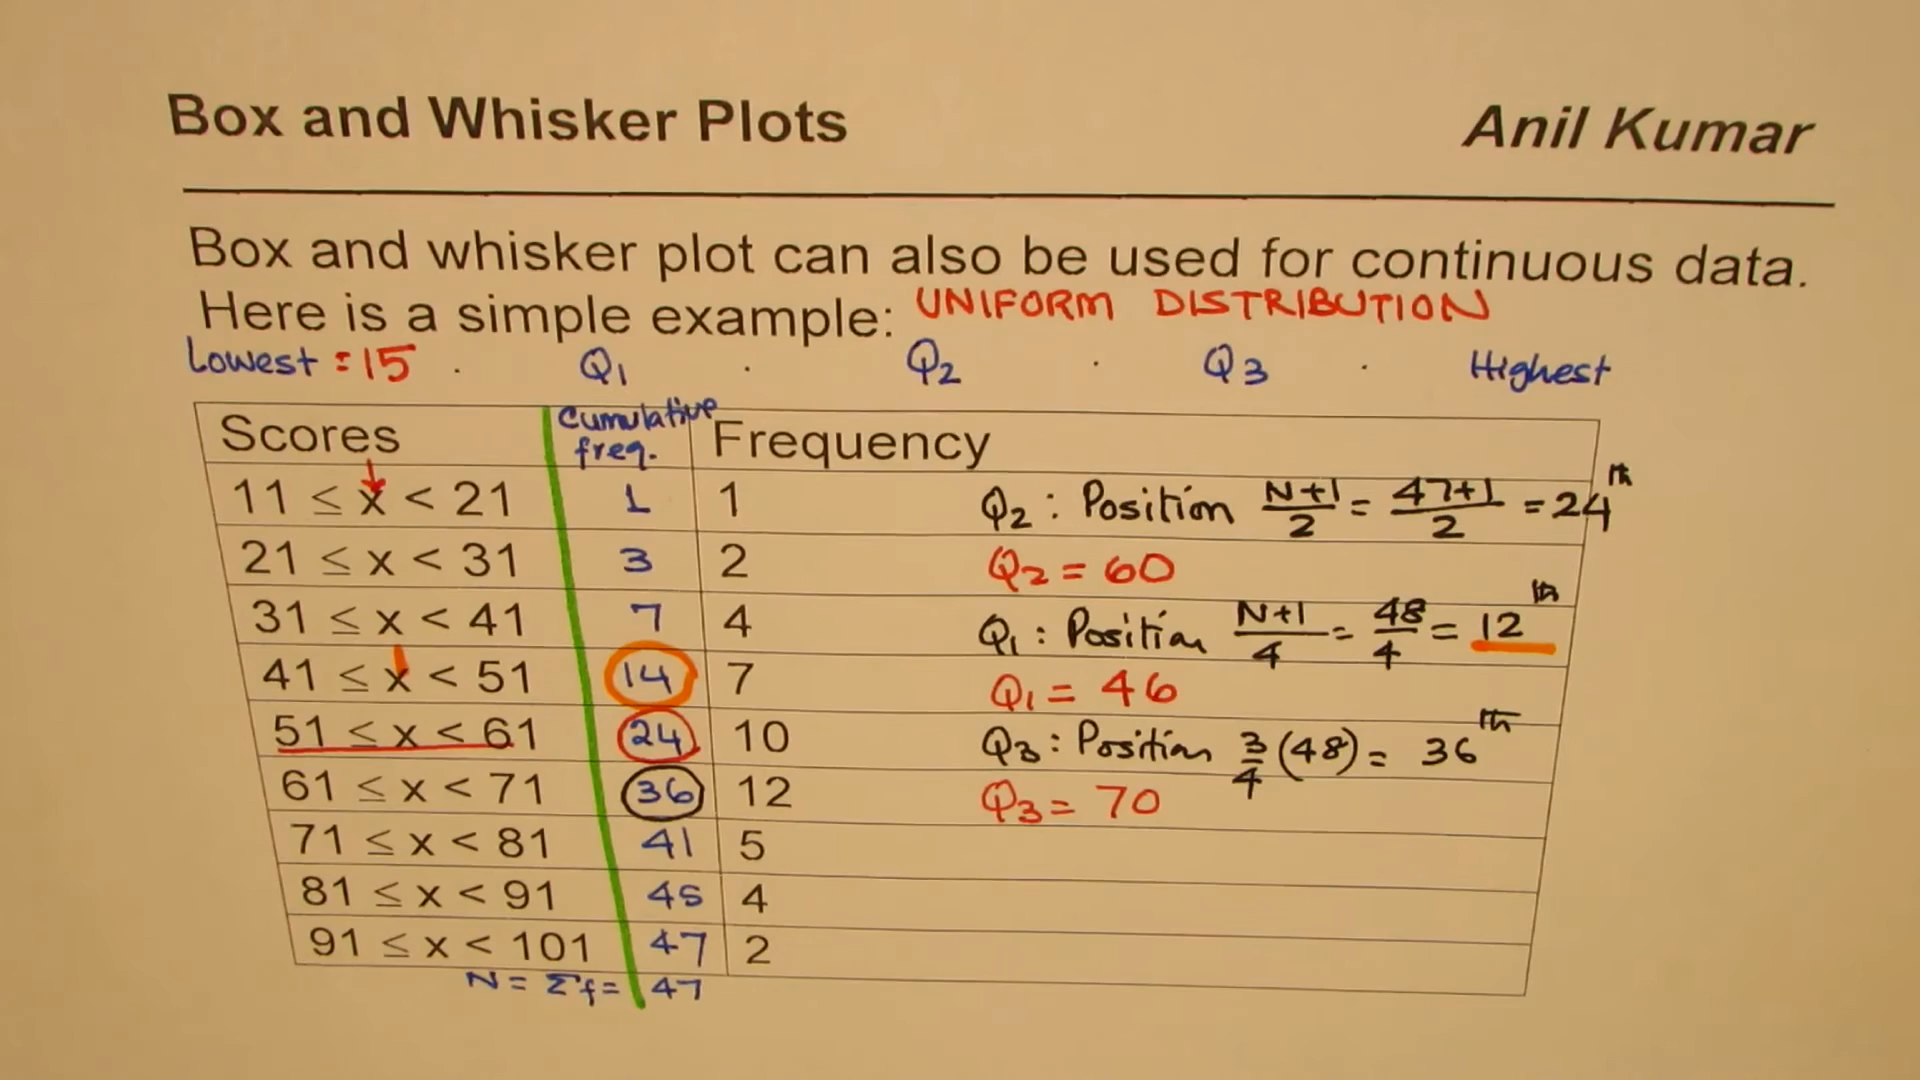 Box and Whisker Plots Anil Kumar
Box and whisker plot can also be used for continuous data.
Here is a simple example: UNIFORM DISTRIBUTION
Lowest = 15 . Q1 . Q2 . Q3 . Highest
Scores Cumulative freq. Frequency
11 ≤ x < 21 1 1 Q2 : Position N+1/2 = 47+1/2 = 24th
21 ≤ x < 31 3 2 Q2 = 60
31 ≤ x < 41 7 4 Q1 : Position N+1/4 = 48/4 = 12th
41 ≤ x < 51 14 7 Q1 = 46
51 ≤ x < 61 24 10 Q3 : Position 3/4 (48) = 36th
61 ≤ x < 71 36 12 Q3 = 70
71 ≤ x < 81 41 5
81 ≤ x < 91 45 4
91 ≤ x < 101 47 2
N = Σf = 47